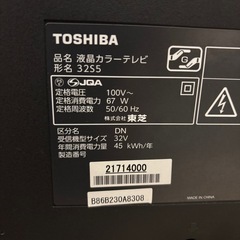 TOSHIBA
品名 液晶カラーテレビ
形名 32S5
G
JQA
定格電圧 100V~
定格消費電力 67 W
定格周波数 50/60 Hz
株式会社 東芝
区分名 DN
受信機型サイズ 32V
年間消費電力量 45 kWh/年
製造番号
21714000
B86B230A8308
MADE IN CHINA